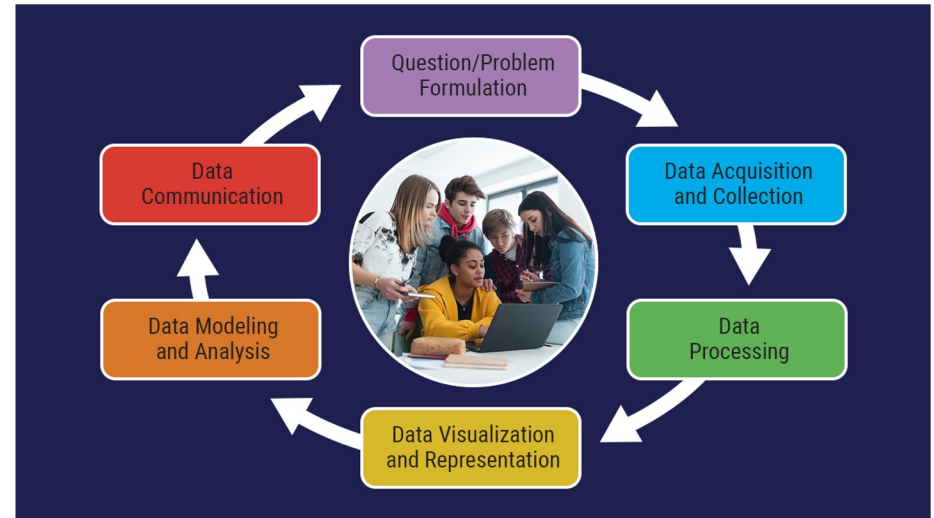 Question/Problem
Formulation
Data Acquisition
and Collection
Data
Processing
Data Visualization
and Representation
Data Modeling
and Analysis
Data
Communication